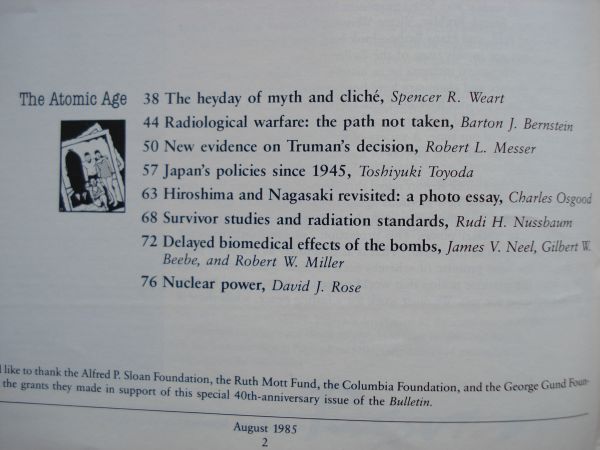 The Atomic Age
38 The heyday of myth and cliché, Spencer R. Weart
44 Radiological warfare: the path not taken, Barton J. Bernstein
50 New evidence on Truman's decision, Robert L. Messer
57 Japan's policies since 1945, Toshiyuki Toyoda
63 Hiroshima and Nagasaki revisited: a photo essay, Charles Osgood
68 Survivor studies and radiation standards, Rudi H. Nussbaum
72 Delayed biomedical effects of the bombs, James V. Neel, Gilbert W.
Beebe, and Robert W. Miller
76 Nuclear power, David J. Rose
like to thank the Alfred P. Sloan Foundation, the Ruth Mott Fund, the Columbia Foundation, and the George Gund Foun-
the grants they made in support of this special 40th-anniversary issue of the Bulletin.
August 1985
2